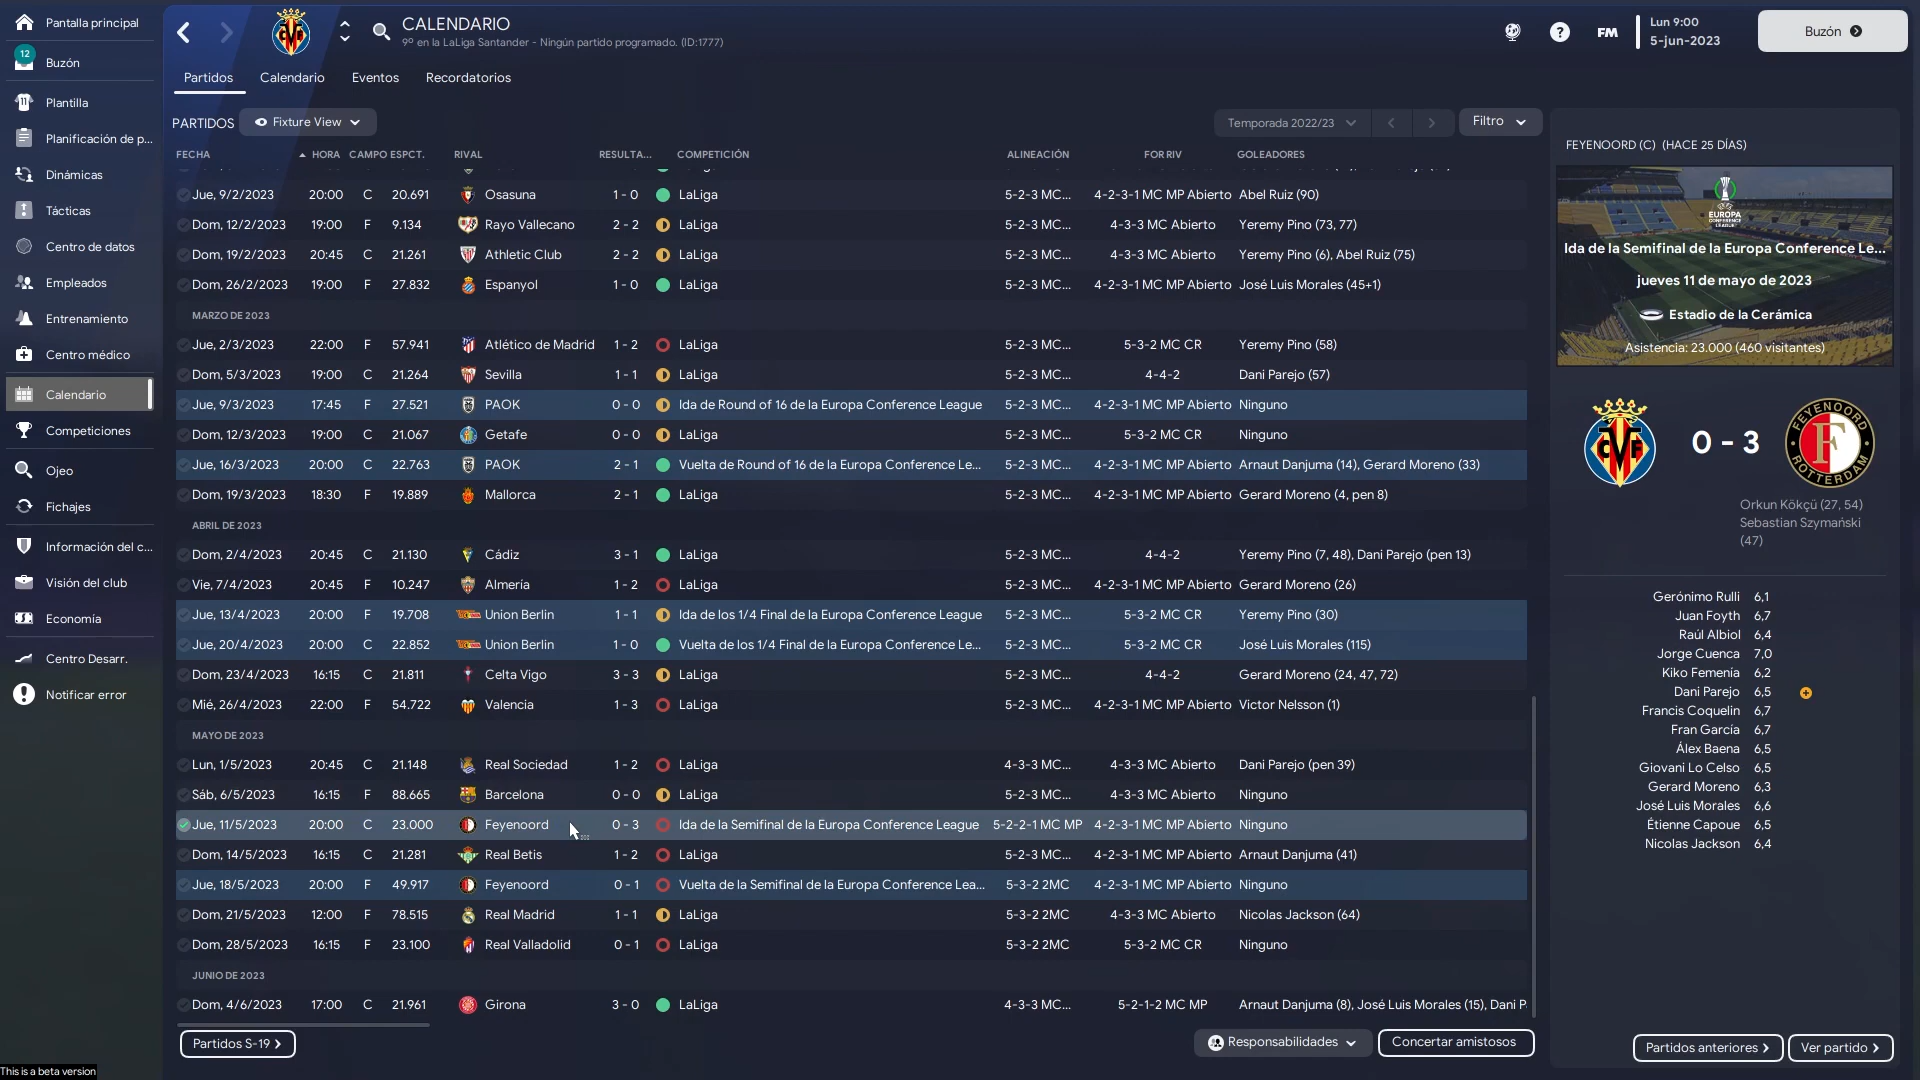 Pantalla principal
12
Buzón
Plantilla
Planificación de p...
Dinámicas
Tácticas
Centro de datos
Empleados
Entrenamiento
Centro médico
Calendario
Competiciones
Ojeo
Fichajes
Información del c...
Visión del club
Economía
Centro Desarr.
Notificar error
This is a beta version
CALENDARIO
9º en la LaLiga Santander - Ningún partido programado. (ID:1777)
FM
Lun 9:00
5-jun-2023
Buzón
Partidos Calendario Eventos Recordatorios
PARTIDOS Fixture View Temporada 2022/23 Filtro
FECHA HORA CAMPO ESPCT. RIVAL RESULTA... COMPETICIÓN ALINEACIÓN FOR RIV GOLEADORES
Jue, 9/2/2023 20:00 C 20.691 Osasuna 1 - 0 LaLiga 5-2-3 MC... 4-2-3-1 MC MP Abierto Abel Ruiz (90)
Dom, 12/2/2023 19:00 F 9.134 Rayo Vallecano 2 - 2 LaLiga 5-2-3 MC... 4-3-3 MC Abierto Yeremy Pino (73, 77)
Dom, 19/2/2023 20:45 C 21.261 Athletic Club 2 - 2 LaLiga 5-2-3 MC... 4-3-3 MC Abierto Yeremy Pino (6), Abel Ruiz (75)
Dom, 26/2/2023 19:00 F 27.832 Espanyol 1 - 0 LaLiga 5-2-3 MC... 4-2-3-1 MC MP Abierto José Luis Morales (45+1)
MARZO DE 2023
Jue, 2/3/2023 22:00 F 57.941 Atlético de Madrid 1 - 2 LaLiga 5-2-3 MC... 5-3-2 MC CR Yeremy Pino (58)
Dom, 5/3/2023 19:00 C 21.264 Sevilla 1 - 1 LaLiga 5-2-3 MC... 4-4-2 Dani Parejo (57)
Jue, 9/3/2023 17:45 F 27.521 PAOK 0 - 0 Ida de Round of 16 de la Europa Conference League 5-2-3 MC... 4-2-3-1 MC MP Abierto Ninguno
Dom, 12/3/2023 19:00 C 21.067 Getafe 0 - 0 LaLiga 5-2-3 MC... 5-3-2 MC CR Ninguno
Jue, 16/3/2023 20:00 C 22.763 PAOK 2 - 1 Vuelta de Round of 16 de la Europa Conference Le... 5-2-3 MC... 4-2-3-1 MC MP Abierto Arnaut Danjuma (14), Gerard Moreno (33)
Dom, 19/3/2023 18:30 F 19.889 Mallorca 2 - 1 LaLiga 5-2-3 MC... 4-2-3-1 MC MP Abierto Gerard Moreno (4, pen 8)
ABRIL DE 2023
Dom, 2/4/2023 20:45 C 21.130 Cádiz 3 - 1 LaLiga 5-2-3 MC... 4-4-2 Yeremy Pino (7, 48), Dani Parejo (pen 13)
Vie, 7/4/2023 20:45 F 10.247 Almería 1 - 2 LaLiga 5-2-3 MC... 4-2-3-1 MC MP Abierto Gerard Moreno (26)
Jue, 13/4/2023 20:00 F 19.708 Union Berlin 1 - 1 Ida de los 1/4 Final de la Europa Conference League 5-2-3 MC... 5-3-2 MC CR Yeremy Pino (30)
Jue, 20/4/2023 20:00 C 22.852 Union Berlin 1 - 0 Vuelta de los 1/4 Final de la Europa Conference Le... 5-2-3 MC... 5-3-2 MC CR José Luis Morales (115)
Dom, 23/4/2023 16:15 C 21.811 Celta Vigo 3 - 3 LaLiga 5-2-3 MC... 4-4-2 Gerard Moreno (24, 47, 72)
Mié, 26/4/2023 22:00 F 54.722 Valencia 1 - 3 LaLiga 5-2-3 MC... 4-2-3-1 MC MP Abierto Victor Nelsson (1)
MAYO DE 2023
Lun, 1/5/2023 20:45 C 21.148 Real Sociedad 1 - 2 LaLiga 4-3-3 MC... 4-3-3 MC Abierto Dani Parejo (pen 39)
Sáb, 6/5/2023 16:15 F 88.665 Barcelona 0 - 0 LaLiga 5-2-3 MC... 4-3-3 MC Abierto Ninguno
Jue, 11/5/2023 20:00 C 23.000 Feyenoord 0 - 3 Ida de la Semifinal de la Europa Conference League 5-2-2-1 MC MP 4-2-3-1 MC MP Abierto Ninguno
Dom, 14/5/2023 16:15 C 21.281 Real Betis 1 - 2 LaLiga 5-2-3 MC... 4-2-3-1 MC MP Abierto Arnaut Danjuma (41)
Jue, 18/5/2023 20:00 F 49.917 Feyenoord 0 - 1 Vuelta de la Semifinal de la Europa Conference Lea... 5-3-2 2MC 4-2-3-1 MC MP Abierto Ninguno
Dom, 21/5/2023 12:00 F 78.515 Real Madrid 1 - 1 LaLiga 5-3-2 2MC 4-3-3 MC Abierto Nicolas Jackson (64)
Dom, 28/5/2023 16:15 F 23.100 Real Valladolid 0 - 1 LaLiga 5-3-2 2MC 5-3-2 MC CR Ninguno
JUNIO DE 2023
Dom, 4/6/2023 17:00 C 21.961 Girona 3 - 0 LaLiga 4-3-3 MC... 5-2-1-2 MC MP Arnaut Danjuma (8), José Luis Morales (15), Dani P
Partidos S-19 Responsabilidades Concertar amistosos
FEYENOORD (C) (HACE 25 DÍAS)
EUROPA
CONFERENCE
LEAGUE
Ida de la Semifinal de la Europa Conference Le...
jueves 11 de mayo de 2023
Estadio de la Cerámica
Asistencia: 23.000 (460 visitantes)
0 - 3
FEYENOORD
ROTTERDAM
Orkun Kökçü (27, 54)
Sebastian Szymański
(47)
Gerónimo Rulli 6,1
Juan Foyth 6,7
Raúl Albiol 6,4
Jorge Cuenca 7,0
Kiko Femenía 6,2
Dani Parejo 6,5
Francis Coquelin 6,7
Fran García 6,7
Álex Baena 6,5
Giovani Lo Celso 6,5
Gerard Moreno 6,3
José Luis Morales 6,6
Étienne Capoue 6,5
Nicolas Jackson 6,4
Partidos anteriores Ver partido